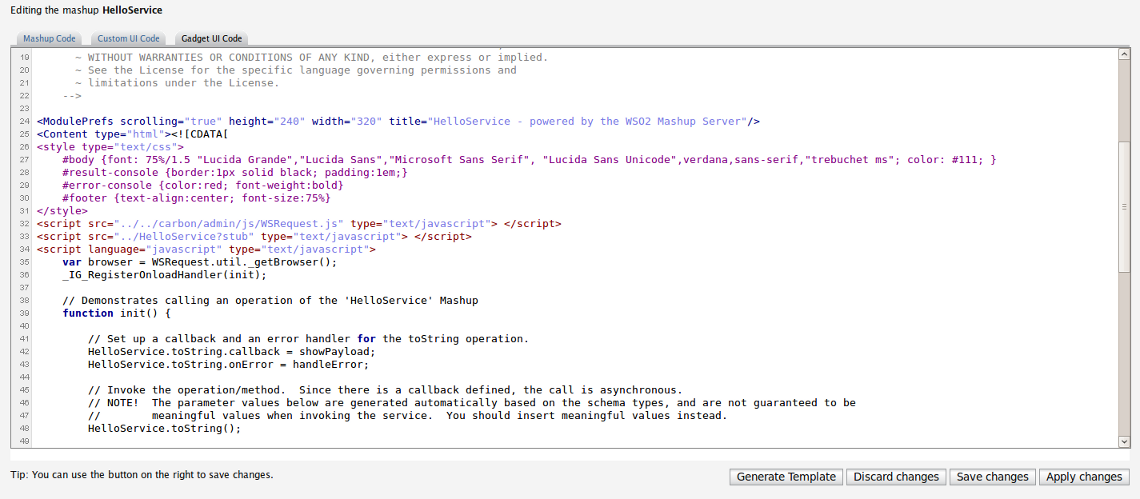 Editing the mashup HelloService
Mashup Code Custom UI Code Gadget UI Code
19 ~ WITHOUT WARRANTIES OR CONDITIONS OF ANY KIND, either express or implied.
20 ~ See the License for the specific language governing permissions and
21 ~ limitations under the License.
22 -->
23
24 <ModulePrefs scrolling="true" height="240" width="320" title="HelloService - powered by the WSO2 Mashup Server"/>
25 <Content type="html"><![CDATA[
26 <style type="text/css">
27 #body {font: 75%/1.5 "Lucida Grande","Lucida Sans","Microsoft Sans Serif", "Lucida Sans Unicode",verdana,sans-serif,"trebuchet ms"; color: #111; }
28 #result-console {border:1px solid black; padding:1em;}
29 #error-console {color:red; font-weight:bold}
30 #footer {text-align:center; font-size:75%}
31 </style>
32 <script src="../../carbon/admin/js/WSRequest.js" type="text/javascript"> </script>
33 <script src="../HelloService?stub" type="text/javascript"> </script>
34 <script language="javascript" type="text/javascript">
35 var browser = WSRequest.util._getBrowser();
36 _IG_RegisterOnloadHandler(init);
37
38 // Demonstrates calling an operation of the 'HelloService' Mashup
39 function init() {
40
41 // Set up a callback and an error handler for the toString operation.
42 HelloService.toString.callback = showPayload;
43 HelloService.toString.onError = handleError;
44
45 // Invoke the operation/method.  Since there is a callback defined, the call is asynchronous.
46 // NOTE!  The parameter values below are generated automatically based on the schema types, and are not guaranteed to be
47 //        meaningful values when invoking the service.  You should insert meaningful values instead.
48 HelloService.toString();
49
Tip: You can use the button on the right to save changes.
Generate Template Discard changes Save changes Apply changes